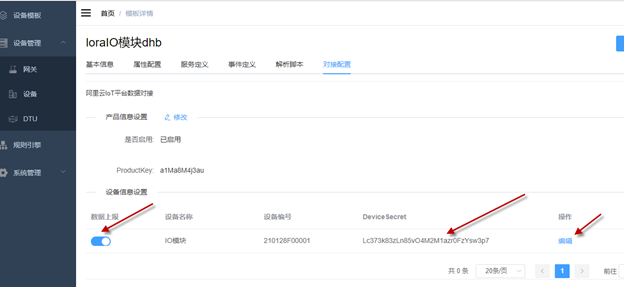 设备模板
首页 / 模板详情
设备管理
loraIO模块dhb
网关
基本信息 属性配置 服务定义 事件定义 解析脚本 对接配置
设备
阿里云IoT平台数据对接
DTU
产品信息设置 修改
规则引擎
是否启用: 已启用
系统管理
ProductKey: a1Ma6M4j3au
设备信息设置
数据上报 设备名称 设备编号 DeviceSecret 操作
IO模块 210128F00001 Lc373k83zLn85vO4M2M1azr0FzYsw3p7 编辑
共 0 条 20条/页 1 前往